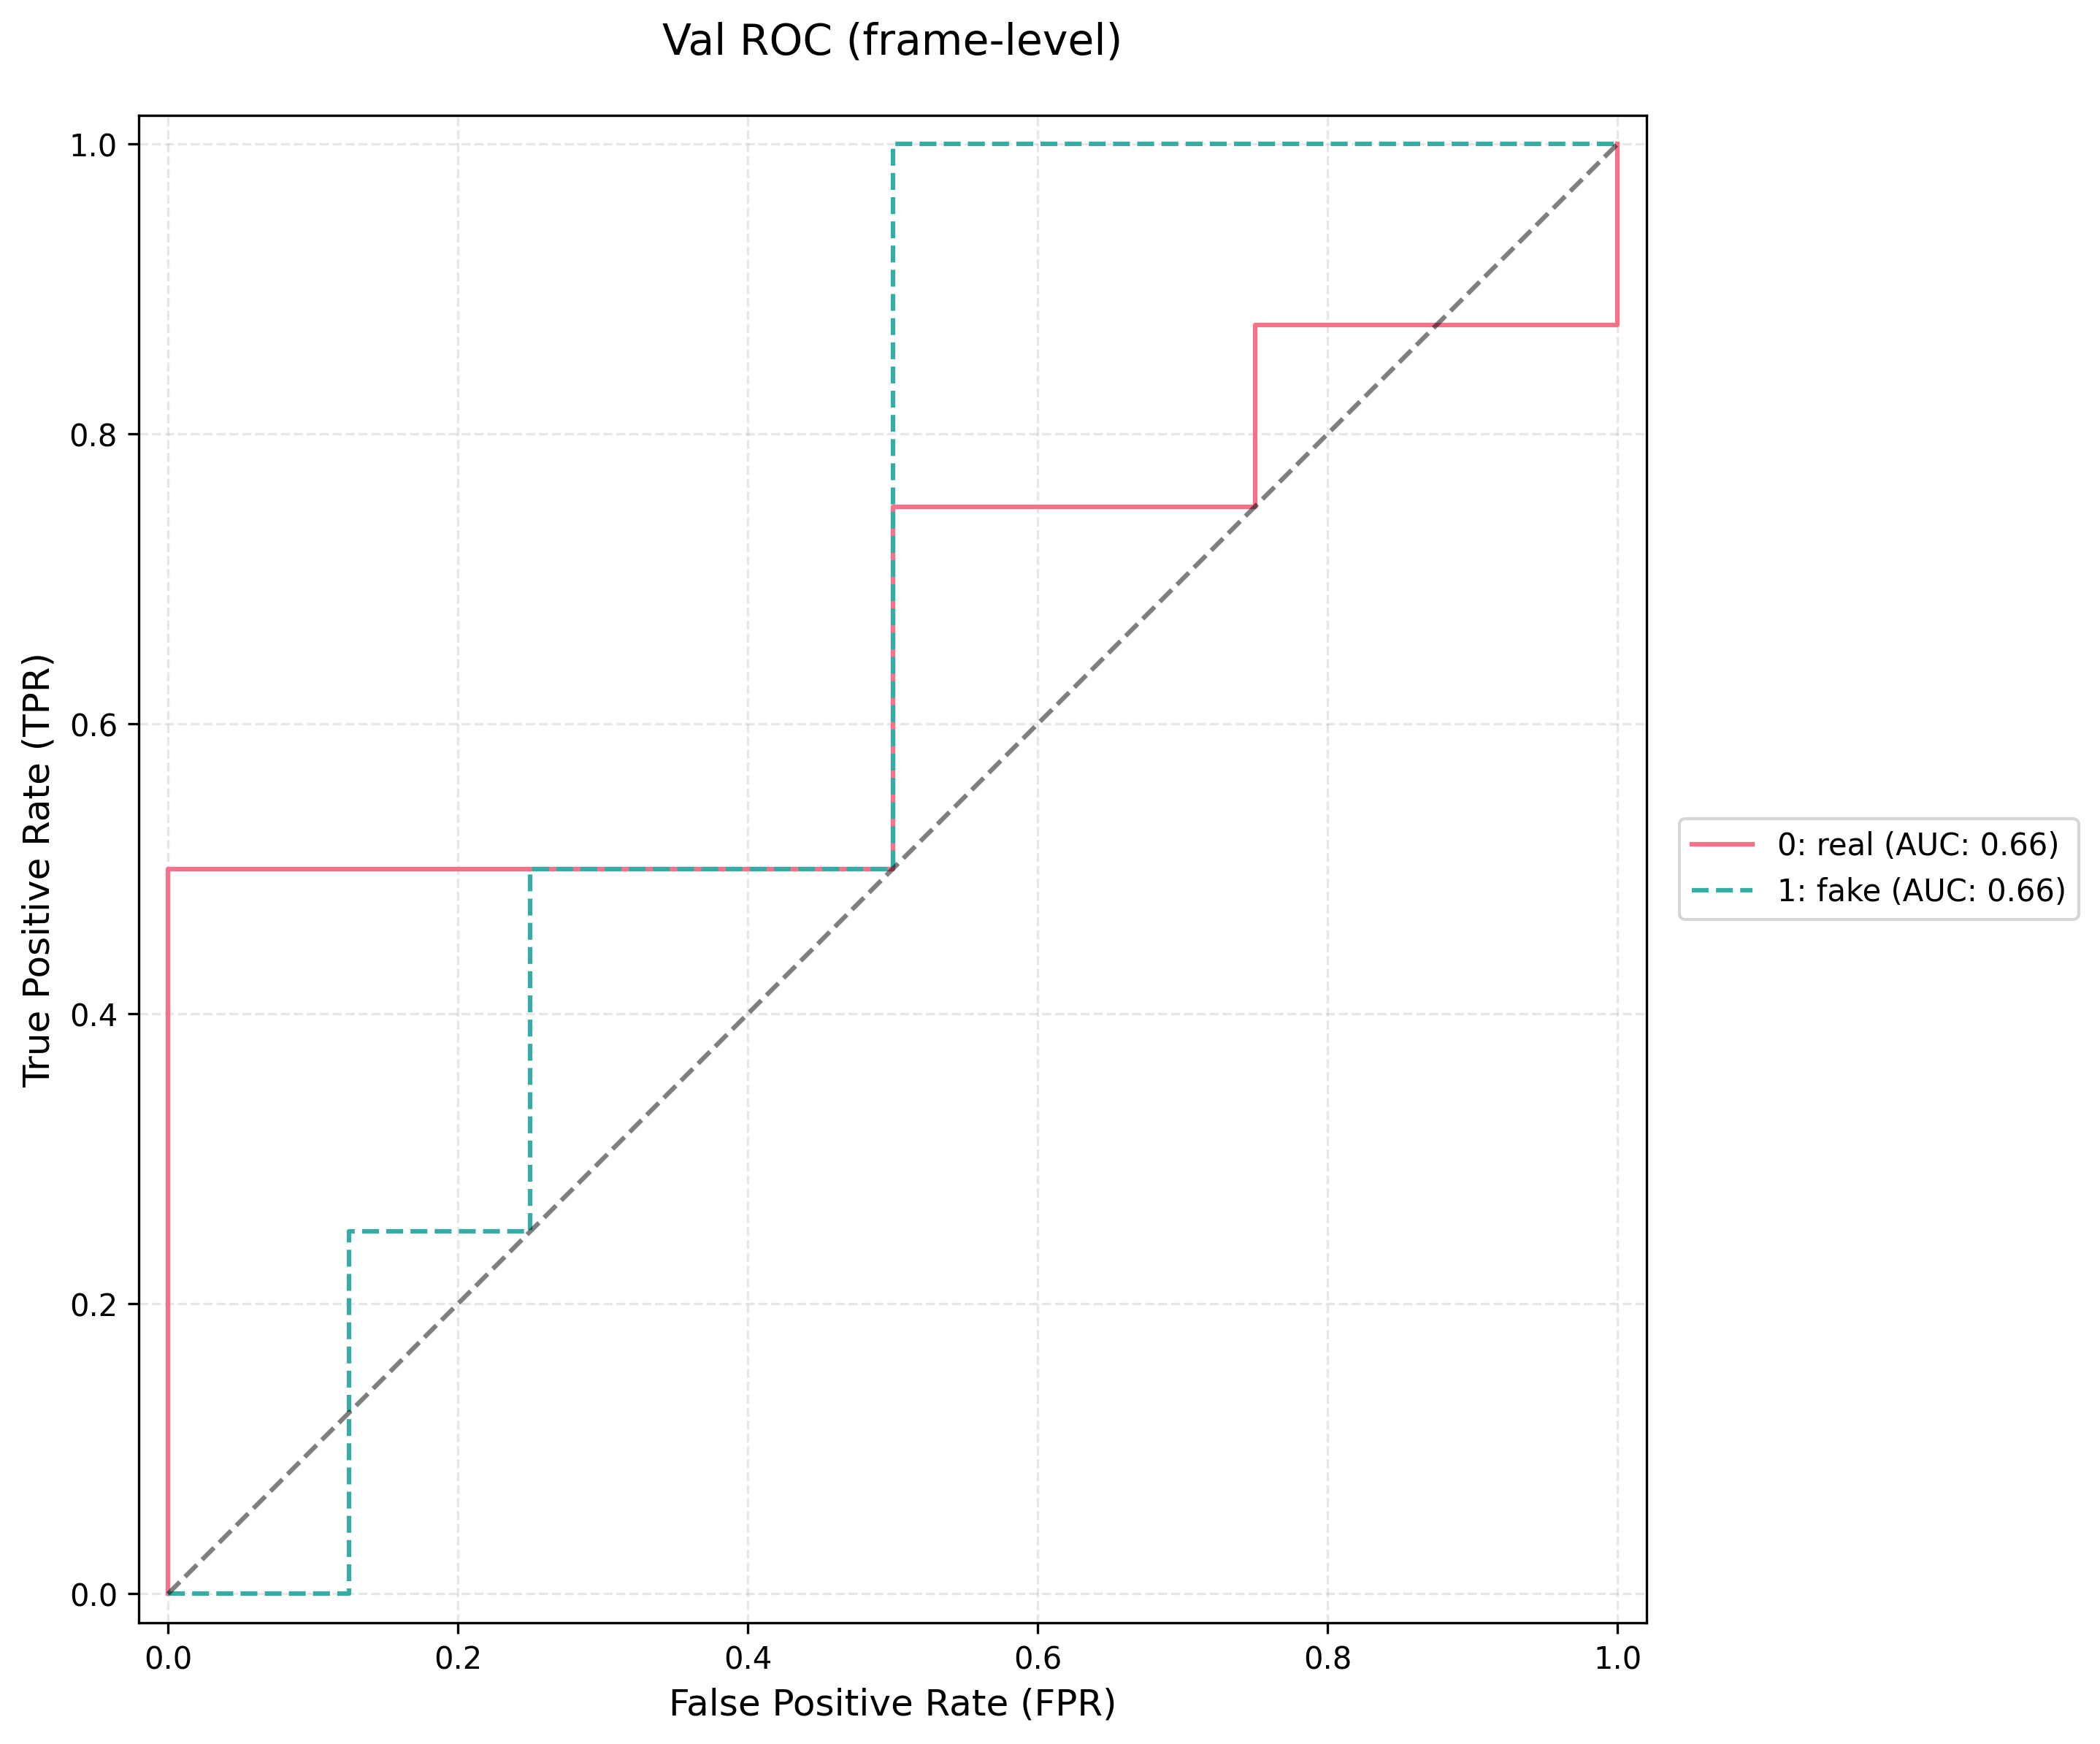 Val ROC (frame-level)
True Positive Rate (TPR)
1.0
0.8
0.6
0.4
0.2
0.0
0.0 0.2 0.4 0.6 0.8 1.0
False Positive Rate (FPR)
0: real (AUC: 0.66)
1: fake (AUC: 0.66)